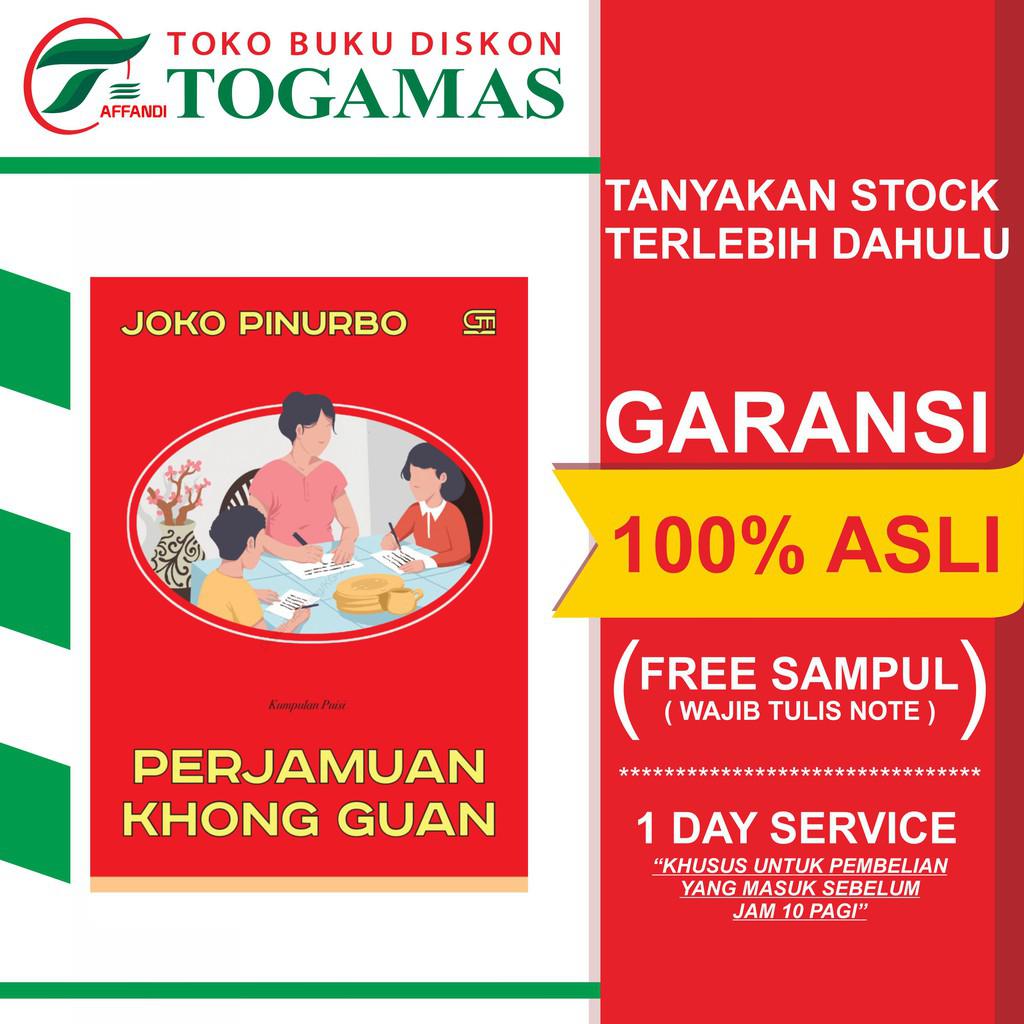 TOKO BUKU DISKON
TOGAMAS
AFFANDI
JOKO PINURBO
GM
Kumpulan Puisi
PERJAMUAN
KHONG GUAN
TANYAKAN STOCK
TERLEBIH DAHULU
GARANSI
100% ASLI
(FREE SAMPUL)
( WAJIB TULIS NOTE )
********************************
1 DAY SERVICE
“KHUSUS UNTUK PEMBELIAN
YANG MASUK SEBELUM
JAM 10 PAGI”